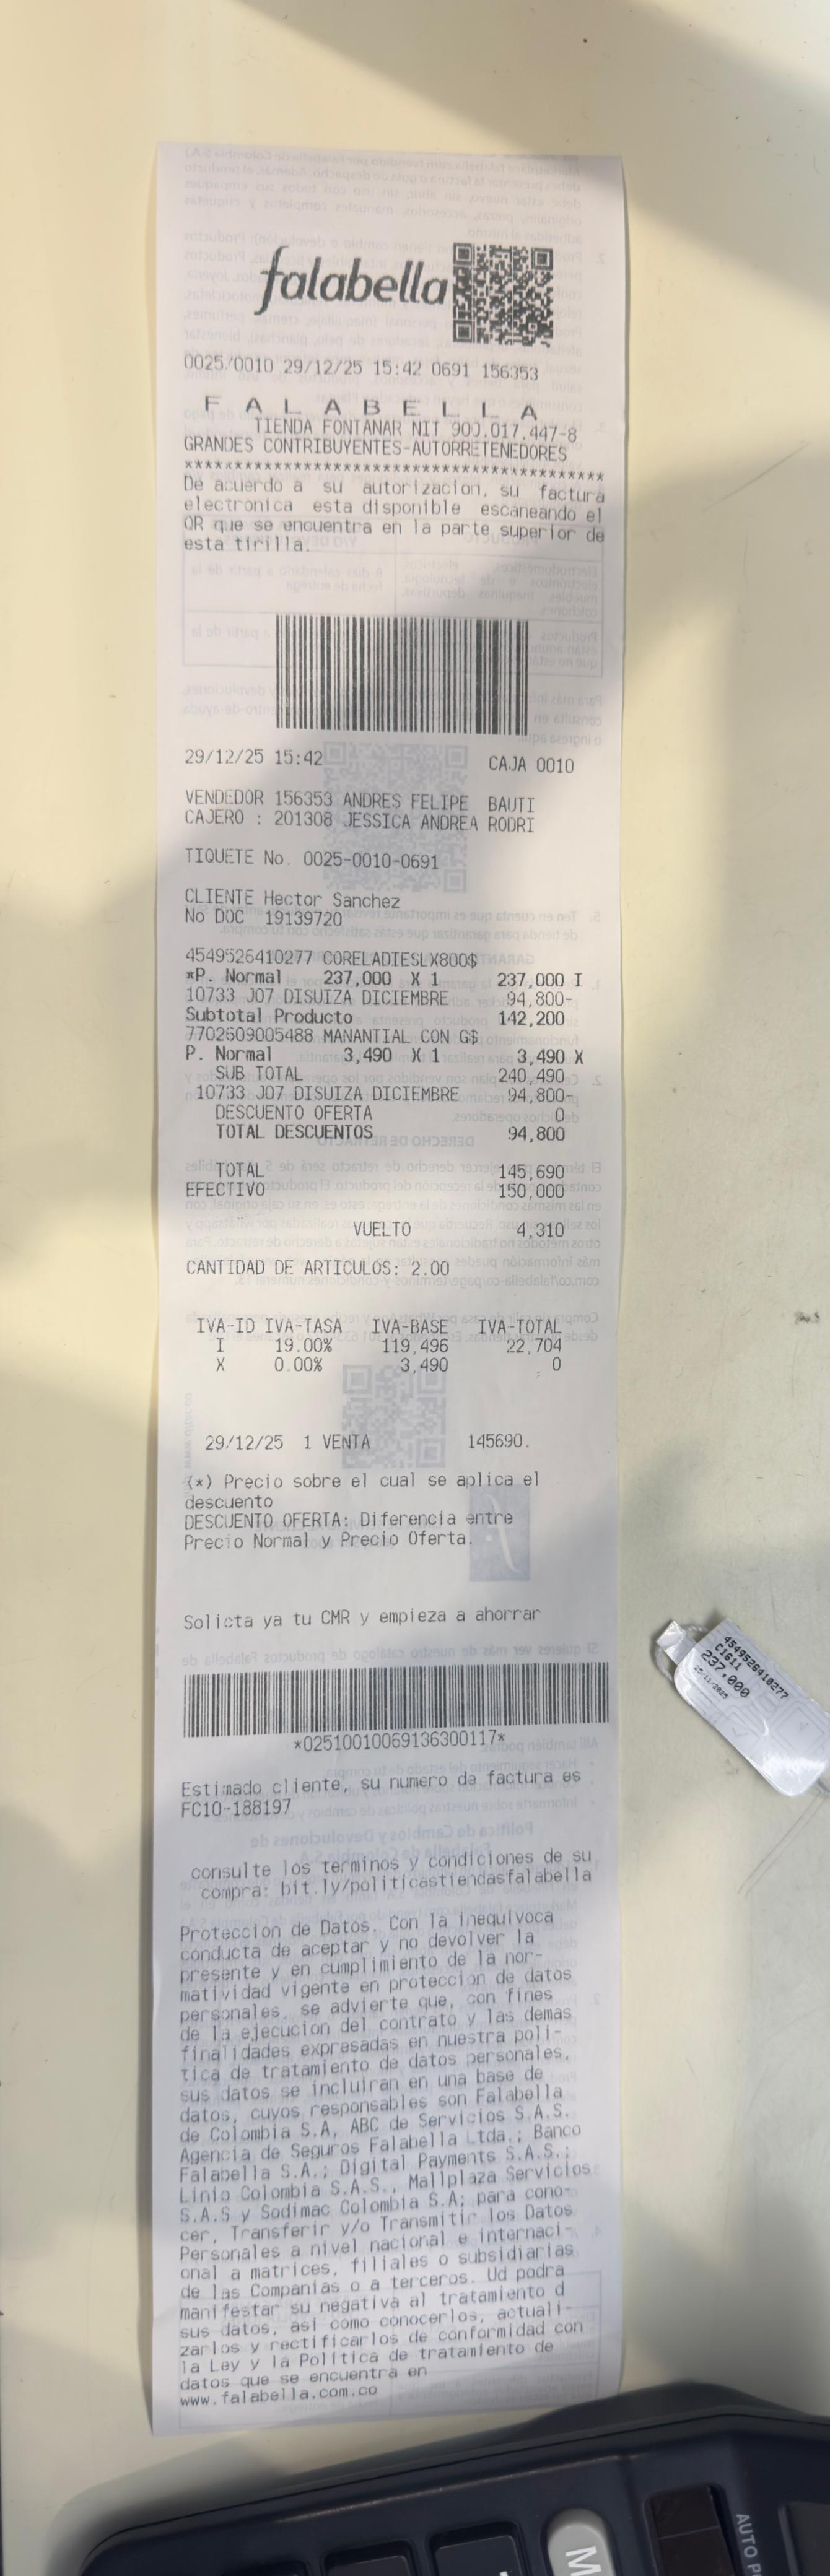 falabella
0025/0010 29/12/25 15:42 0691 156353
F A L A B E L L A
TIENDA FONTANAR NIT 900.017.447-8
GRANDES CONTRIBUYENTES-AUTORRETENEDORES
*****************************************
De acuerdo a su autorizacion, su factura
electronica esta disponible escaneando el
QR que se encuentra en la parte superior de
esta tirilla.
29/12/25 15:42 CAJA 0010
VENDEDOR 156353 ANDRES FELIPE BAUTI
CAJERO : 201308 JESSICA ANDREA RODRI
TIQUETE No. 0025-0010-0691
CLIENTE Hector Sanchez
No DOC 19139720
4549526410277 CORELADIESLX800$
*P. Normal 237,000 X 1 237,000 I
10733 J07 DISUIZA DICIEMBRE 94,800-
Subtotal Producto 142,200
7702609005488 MANANTIAL CON G$
P. Normal 3,490 X 1 3,490 X
SUB TOTAL 240,490
10733 J07 DISUIZA DICIEMBRE 94,800-
DESCUENTO OFERTA 0
TOTAL DESCUENTOS 94,800
TOTAL 145,690
EFECTIVO 150,000
VUELTO 4,310
CANTIDAD DE ARTICULOS: 2.00
IVA-ID IVA-TASA IVA-BASE IVA-TOTAL
I 19.00% 119,496 22,704
X 0.00% 3,490 0
29/12/25 1 VENTA 145690.
(*) Precio sobre el cual se aplica el
descuento
DESCUENTO OFERTA: Diferencia entre
Precio Normal y Precio Oferta.
Solicta ya tu CMR y empieza a ahorrar
*02510010069136300117*
Estimado cliente, su numero de factura es
FC10-188197
consulte los terminos y condiciones de su
compra: bit.ly/politicastiendasfalabella
Proteccion de Datos. Con la inequivoca
conducta de aceptar y no devolver la
presente y en cumplimiento de la nor-
matividad vigente en proteccion de datos
personales, se advierte que, con fines
de la ejecucion del contrato y las demas
finalidades expresadas en nuestra poli-
tica de tratamiento de datos personales,
sus datos se incluiran en una base de
datos, cuyos responsables son Falabella
de Colombia S.A, ABC de Servicios S.A.S.
Agencia de Seguros Falabella Ltda.; Banco
Falabella S.A.; Digital Payments S.A.S.;
Linio Colombia S.A.S., Mallplaza Servicios
S.A.S y Sodimac Colombia S.A; para cono-
cer, Transferir y/o Transmitir los Datos
Personales a nivel nacional e internaci-
onal a matrices, filiales o subsidiarias
de las Companias o a terceros. Ud podra
manifestar su negativa al tratamiento d
sus datos, asi como conocerlos, actuali-
zarlos y rectificarlos de conformidad con
la Ley y la Politica de tratamiento de
datos que se encuentra en
www.falabella.com.co
4549526410277
C1611
237,000
AUTO P
M